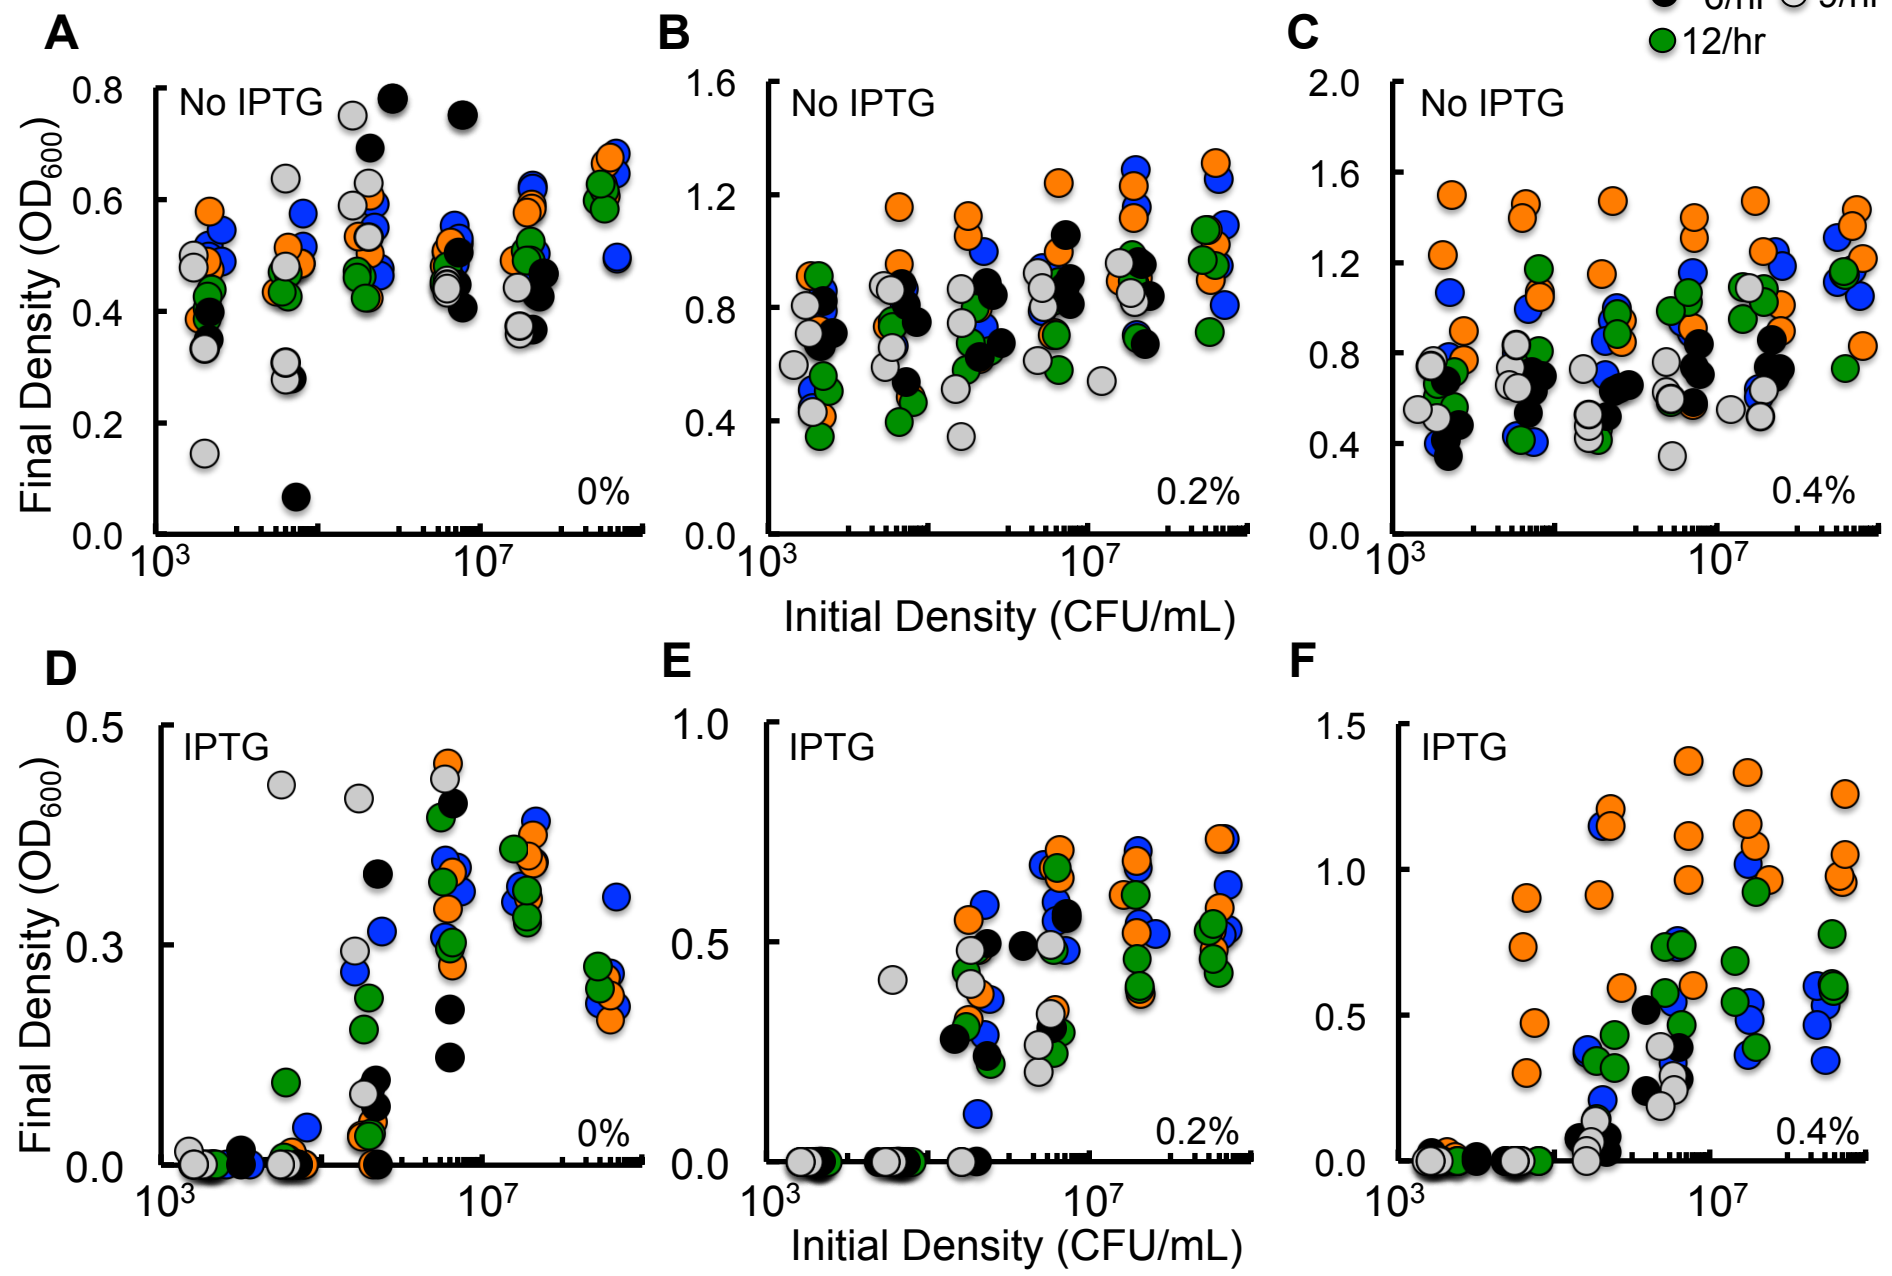 6/hr 9/hr
12/hr
A B C
0.8 0.6 0.4 0.2 0.0
No IPTG
0%
10³ 10⁷
Final Density (OD₆₀₀)
1.6 1.2 0.8 0.4 0.0
No IPTG
0.2%
10³ 10⁷
Initial Density (CFU/mL)
2.0 1.6 1.2 0.8 0.4 0.0
No IPTG
0.4%
10³ 10⁷
D E F
0.5 0.3 0.0
IPTG
0%
10³ 10⁷
Final Density (OD₆₀₀)
1.0 0.5 0.0
IPTG
0.2%
10³ 10⁷
Initial Density (CFU/mL)
1.5 1.0 0.5 0.0
IPTG
0.4%
10³ 10⁷